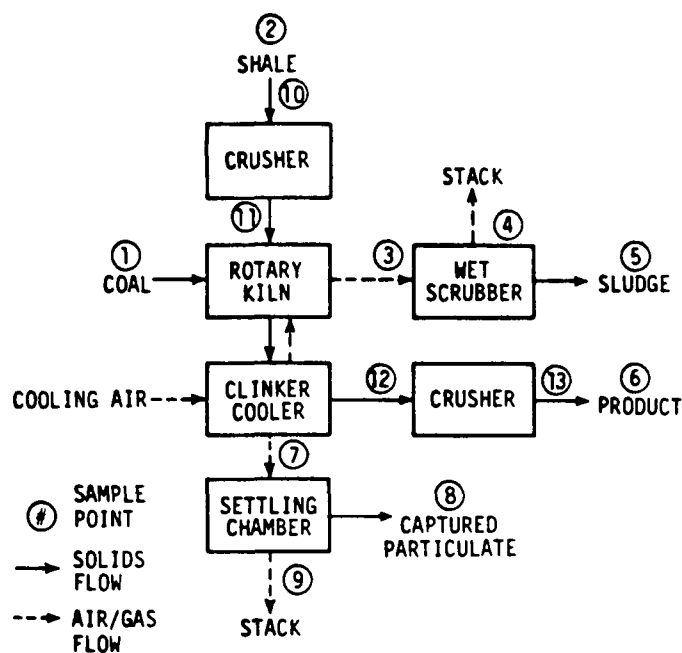 ②
SHALE
⑩
CRUSHER
⑪
STACK
④
①
COAL
ROTARY
KILN
③
WET
SCRUBBER
⑤
SLUDGE
COOLING AIR
CLINKER
COOLER
⑫
CRUSHER
⑬
⑥
PRODUCT
⑦
SETTLING
CHAMBER
⑧
CAPTURED
PARTICULATE
⑨
STACK
# SAMPLE
POINT
SOLIDS
FLOW
AIR/GAS
FLOW